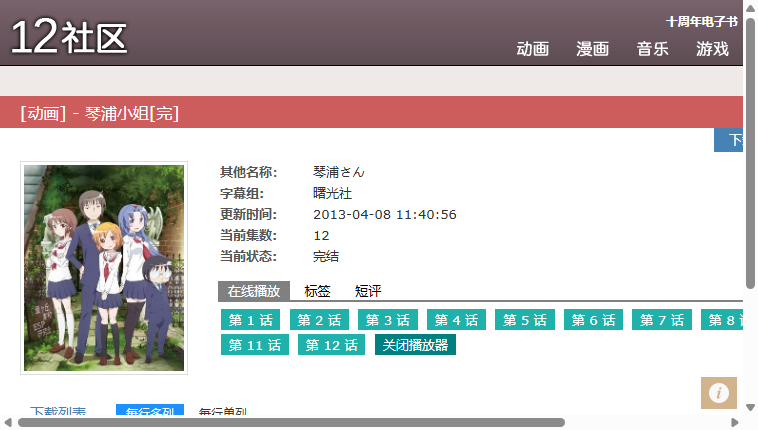 12社区
十周年电子书
动画 漫画 音乐 游戏
[动画] - 琴浦小姐[完]
其他名称: 琴浦さん
字幕组: 曙光社
更新时间: 2013-04-08 11:40:56
当前集数: 12
当前状态: 完结
在线播放 标签 短评
第 1 话 第 2 话 第 3 话 第 4 话 第 5 话 第 6 话 第 7 话 第 8
第 11 话 第 12 话 关闭播放器
下载列表 每行多列 每行单列